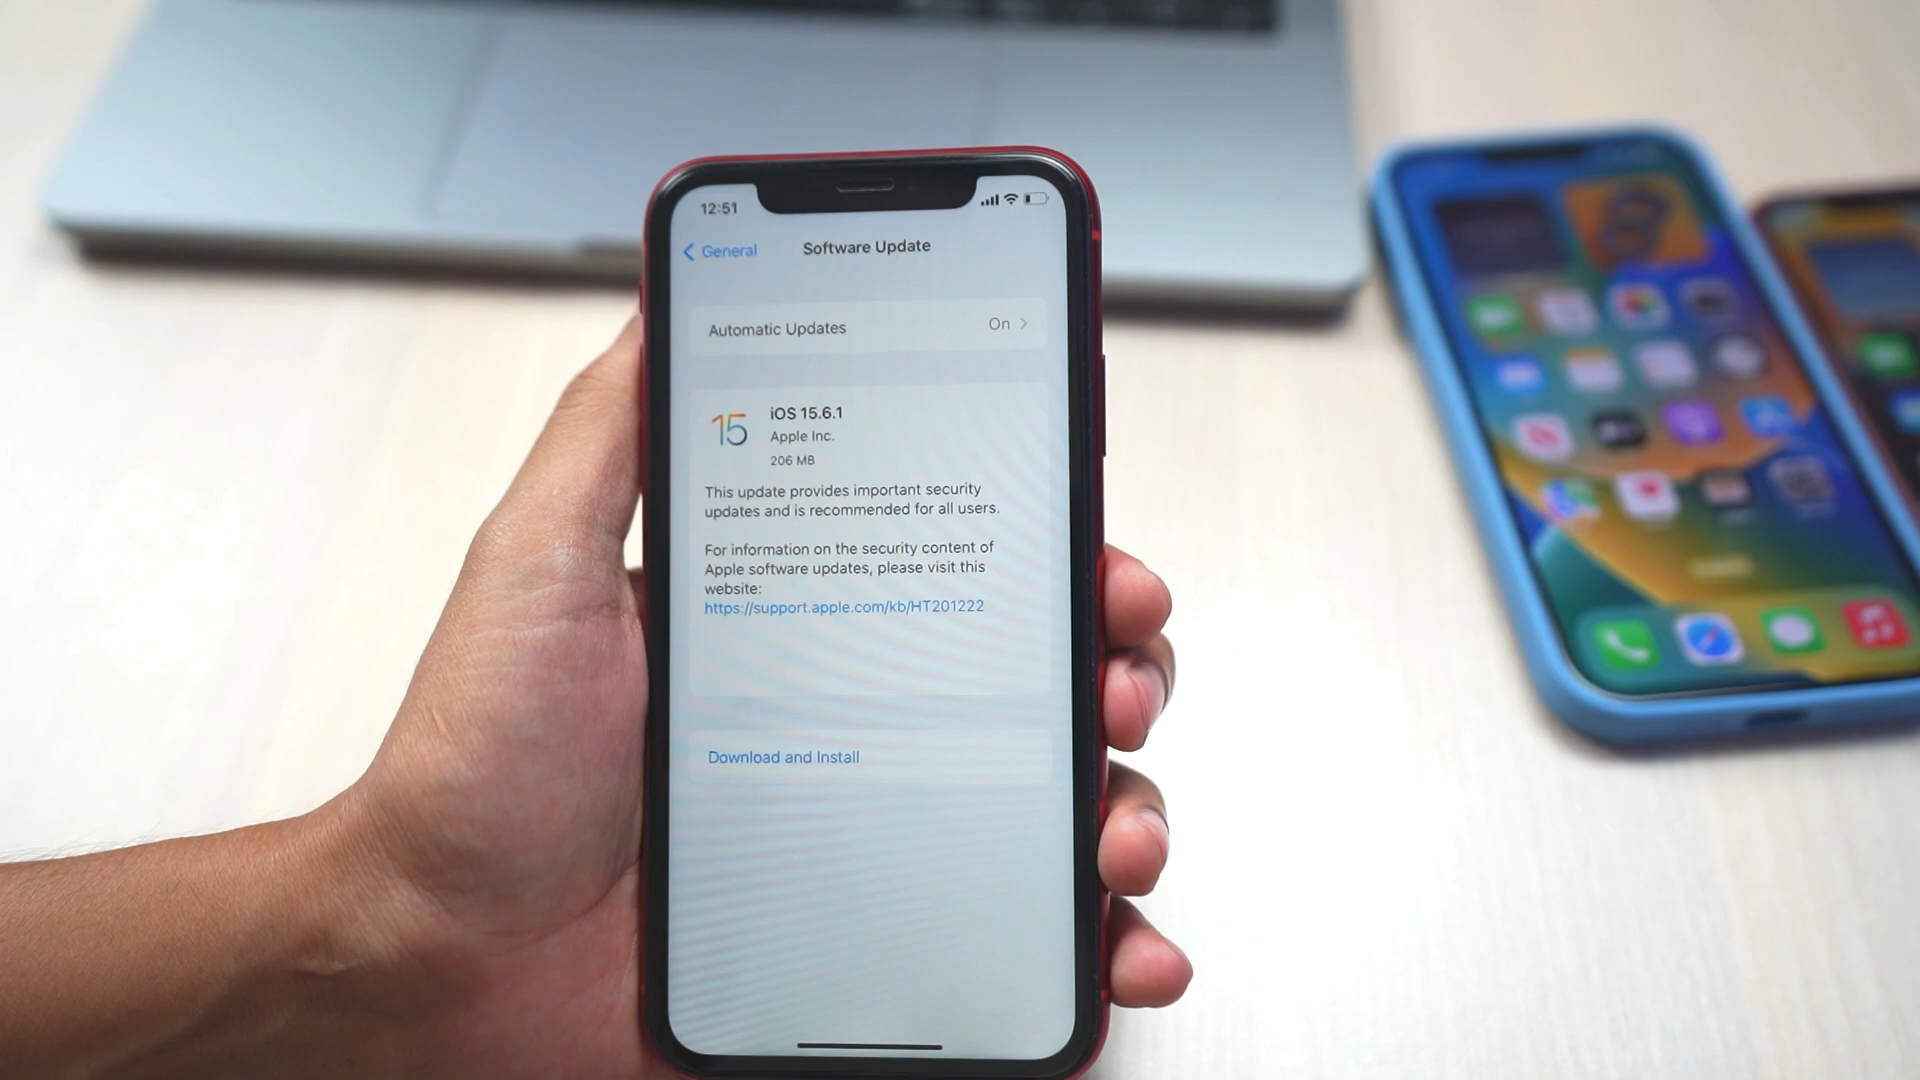 12:51
General
Software Update
Automatic Updates
On
15
iOS 15.6.1
Apple Inc.
206 MB
This update provides important security
updates and is recommended for all users.
For information on the security content of
Apple software updates, please visit this
website:
https://support.apple.com/kb/HT201222
Download and Install